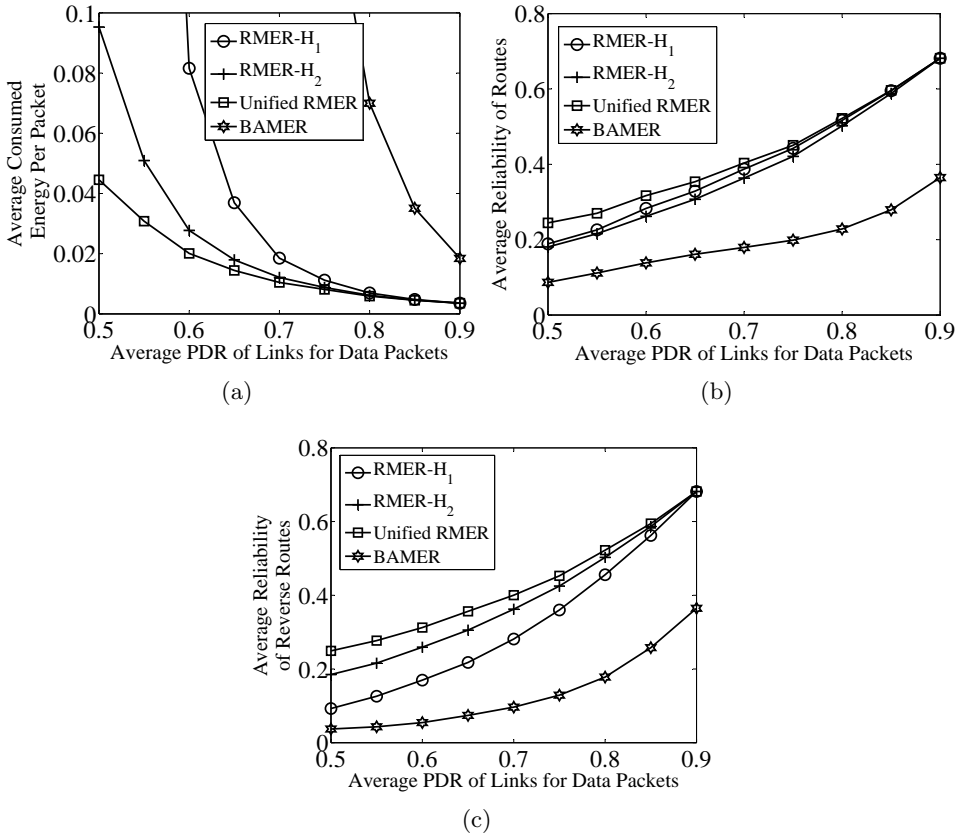 0.1
0.08
0.06
0.04
0.02
0
Average Consumed
Energy Per Packet
RMER-H1
RMER-H2
Unified RMER
BAMER
0.5
0.6
0.7
0.8
0.9
Average PDR of Links for Data Packets
(a)
0.8
0.6
0.4
0.2
0
Average Reliability of Routes
RMER-H1
RMER-H2
Unified RMER
BAMER
0.5
0.6
0.7
0.8
0.9
Average PDR of Links for Data Packets
(b)
0.8
0.6
0.4
0.2
0
Average Reliability
of Reverse Routes
RMER-H1
RMER-H2
Unified RMER
BAMER
0.5
0.6
0.7
0.8
0.9
Average PDR of Links for Data Packets
(c)